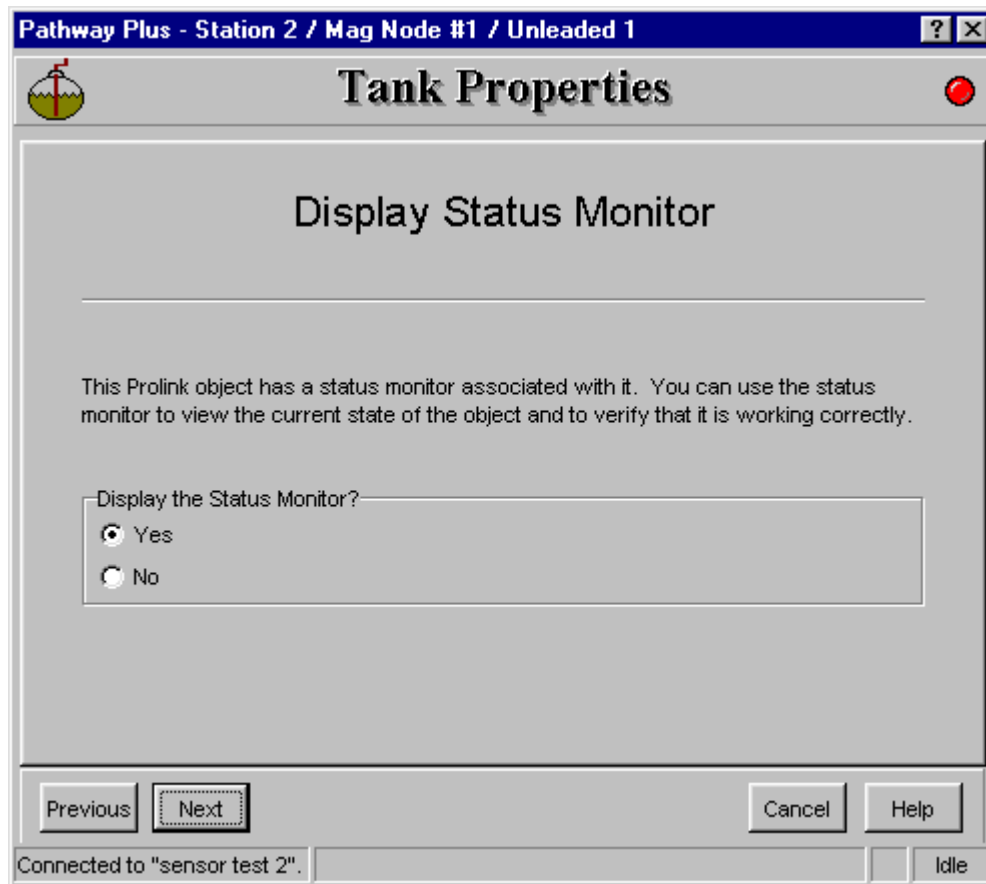 Pathway Plus - Station 2 / Mag Node #1 / Unleaded 1
Tank Properties
Display Status Monitor
This Prolink object has a status monitor associated with it.  You can use the status
monitor to view the current state of the object and to verify that it is working correctly.
Display the Status Monitor?
Yes
No
Previous Next Cancel Help
Connected to "sensor test 2". Idle